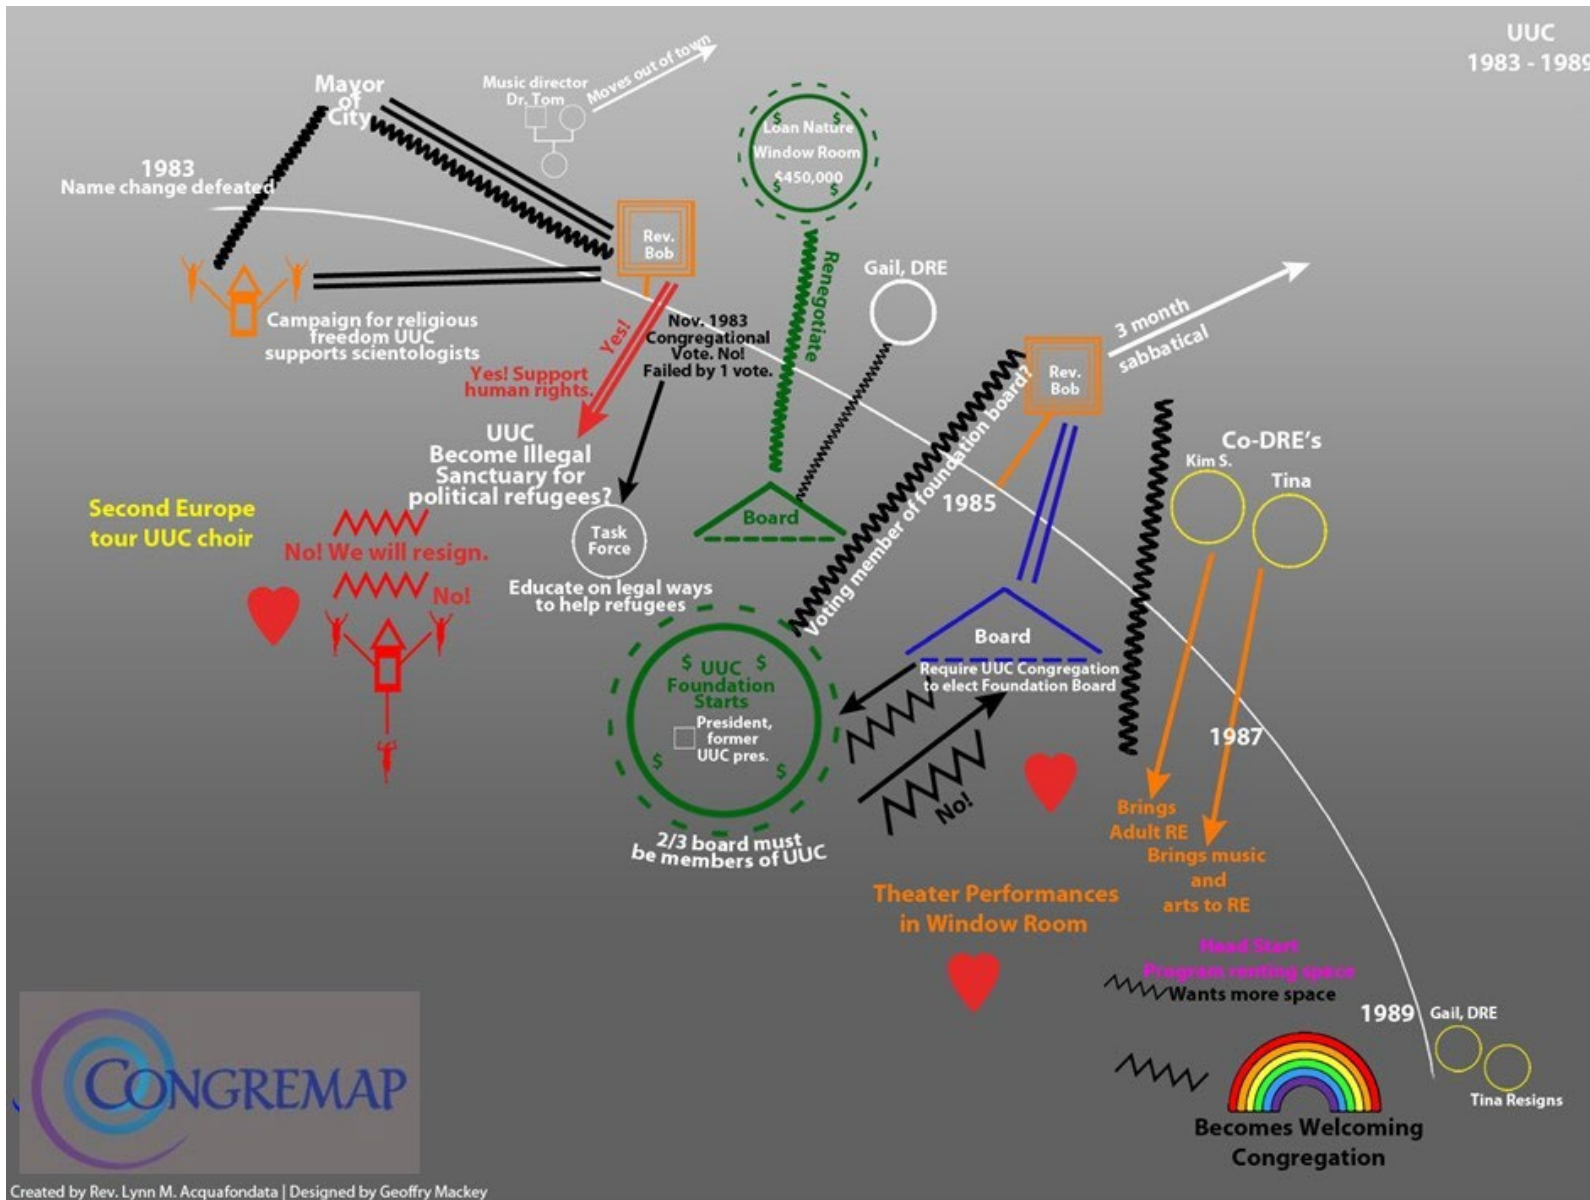 UUC
1983 - 1989
Mayor
of
City
Music director
Dr. Tom
Moves out of town
1983
Name change defeated
$ $
Loan Nature
Window Room
$450,000
$ $
Rev.
Bob
Renegotiate
Gail, DRE
3 month
sabbatical
Campaign for religious
freedom UUC
supports scientologists
Yes!
Nov. 1983
Congregational
Vote. No!
Failed by 1 vote.
Yes! Support
human rights.
Rev.
Bob
UUC
Become Illegal
Sanctuary for
political refugees?
Board
Voting member of foundation board?
1985
Co-DRE's
Kim S.
Tina
Second Europe
tour UUC choir
No! We will resign.
No!
Task
Force
Educate on legal ways
to help refugees
Board
Require UUC Congregation
to elect Foundation Board
$ $
UUC
Foundation
Starts
President,
former
UUC pres.
$ $
2/3 board must
be members of UUC
No!
1987
Brings
Adult RE
Brings music
and
arts to RE
Theater Performances
in Window Room
Head Start
Program renting space
Wants more space
1989
Gail, DRE
Tina Resigns
Becomes Welcoming
Congregation
CONGREMAP
Created by Rev. Lynn M. Acquafondata | Designed by Geoffry Mackey